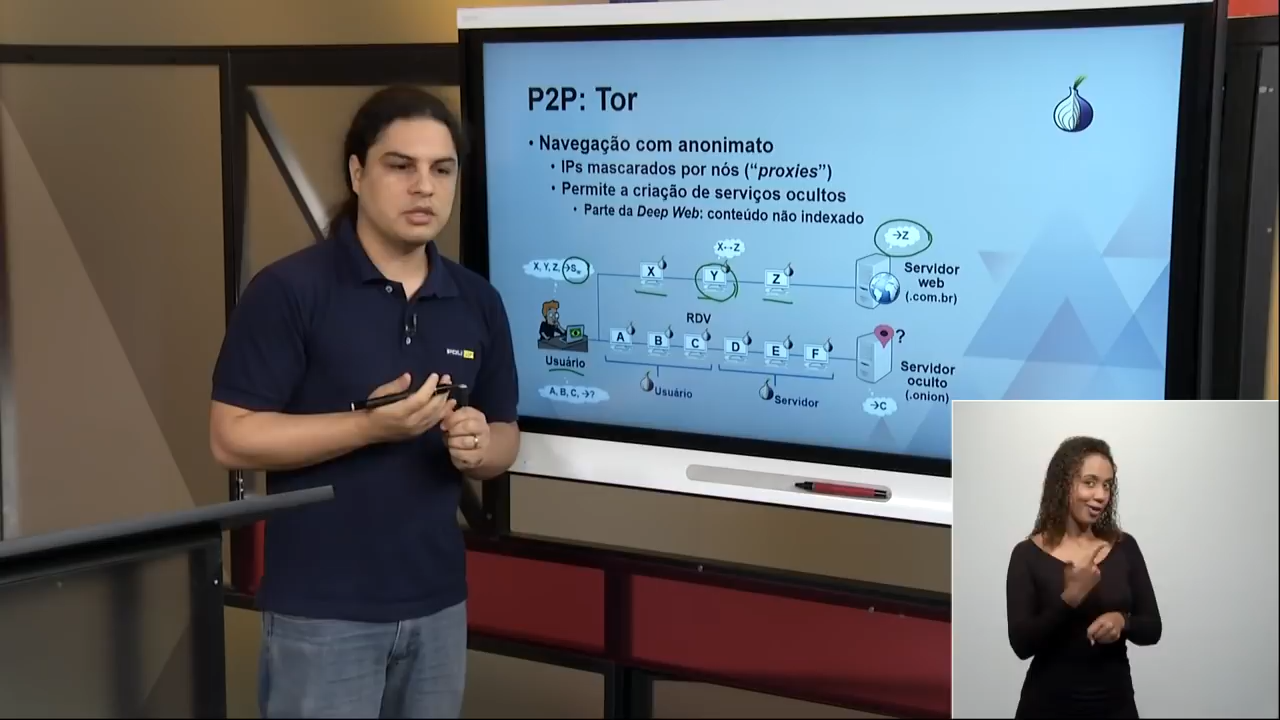 P2P: Tor
• Navegação com anonimato
• IPs mascarados por nós ("proxies")
• Permite a criação de serviços ocultos
• Parte da Deep Web: conteúdo não indexado
X↔Z
→Z
X, Y, Z, →Sw
X
Y
Z
Servidor
web
(.com.br)
RDV
A
B
C
D
E
F
?
Usuário
Usuário
Servidor
Servidor
oculto
(.onion)
A, B, C, →?
→C